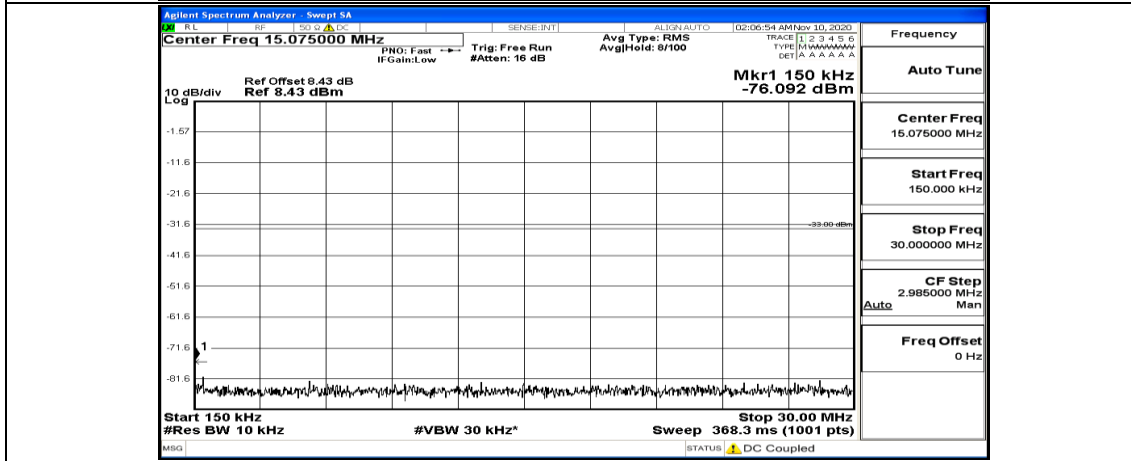 Agilent Spectrum Analyzer - Swept SA
LXI RL RF 50 Ω DC SENSE:INT ALIGNAUTO 02:06:54 AM Nov 10, 2020
Center Freq 15.075000 MHz
PNO: Fast
IFGain:Low
Trig: Free Run
#Atten: 16 dB
Avg Type: RMS
Avg|Hold: 8/100
TRACE 1 2 3 4 5 6
TYPE M W W W W W
DET A A A A A A
Ref Offset 8.43 dB
Ref 8.43 dBm
10 dB/div
Log
Mkr1 150 kHz
-76.092 dBm
-1.57
-11.6
-21.6
-31.6
-41.6
-51.6
-61.6
-71.6
-81.6
-33.00 dBm
1
Start 150 kHz
Stop 30.00 MHz
#Res BW 10 kHz
#VBW 30 kHz*
Sweep 368.3 ms (1001 pts)
MSG
STATUS
DC Coupled
Frequency
Auto Tune
Center Freq
15.075000 MHz
Start Freq
150.000 kHz
Stop Freq
30.000000 MHz
CF Step
2.985000 MHz
Auto Man
Freq Offset
0 Hz